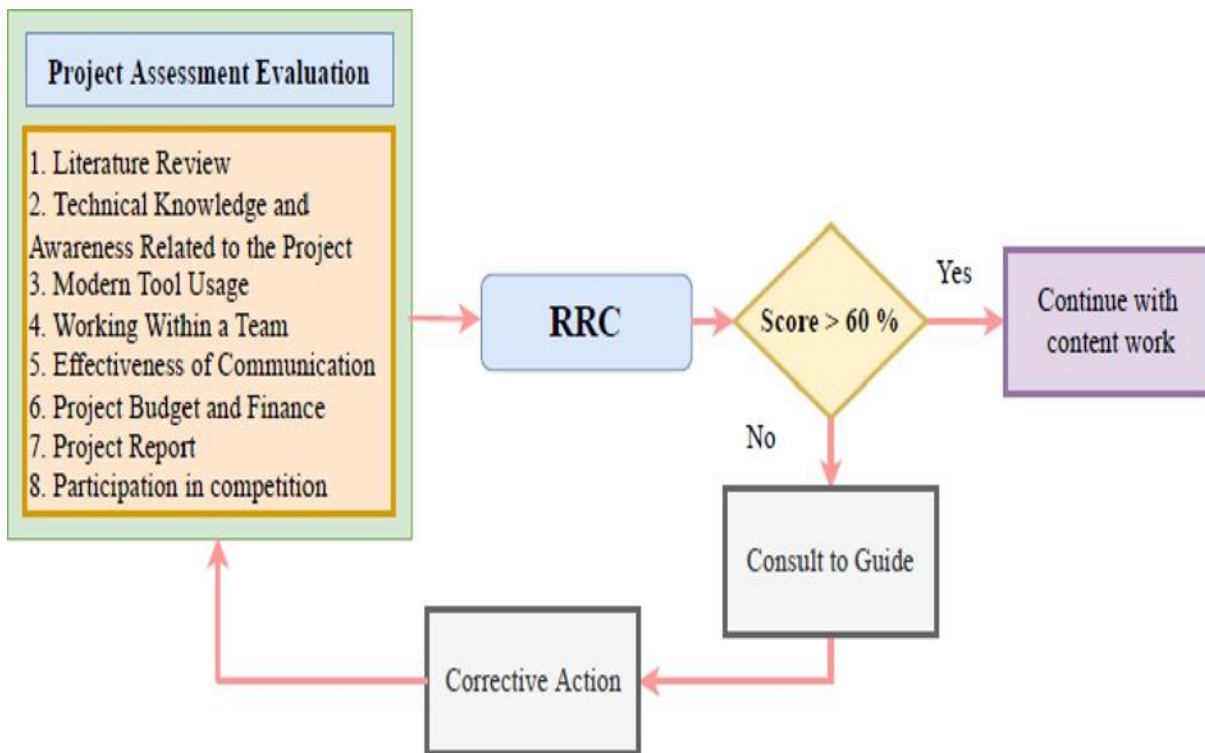 Project Assessment Evaluation
1. Literature Review
2. Technical Knowledge and
Awareness Related to the Project
3. Modern Tool Usage
4. Working Within a Team
5. Effectiveness of Communication
6. Project Budget and Finance
7. Project Report
8. Participation in competition
RRC
Score > 60 %
Yes
Continue with
content work
No
Consult to Guide
Corrective Action